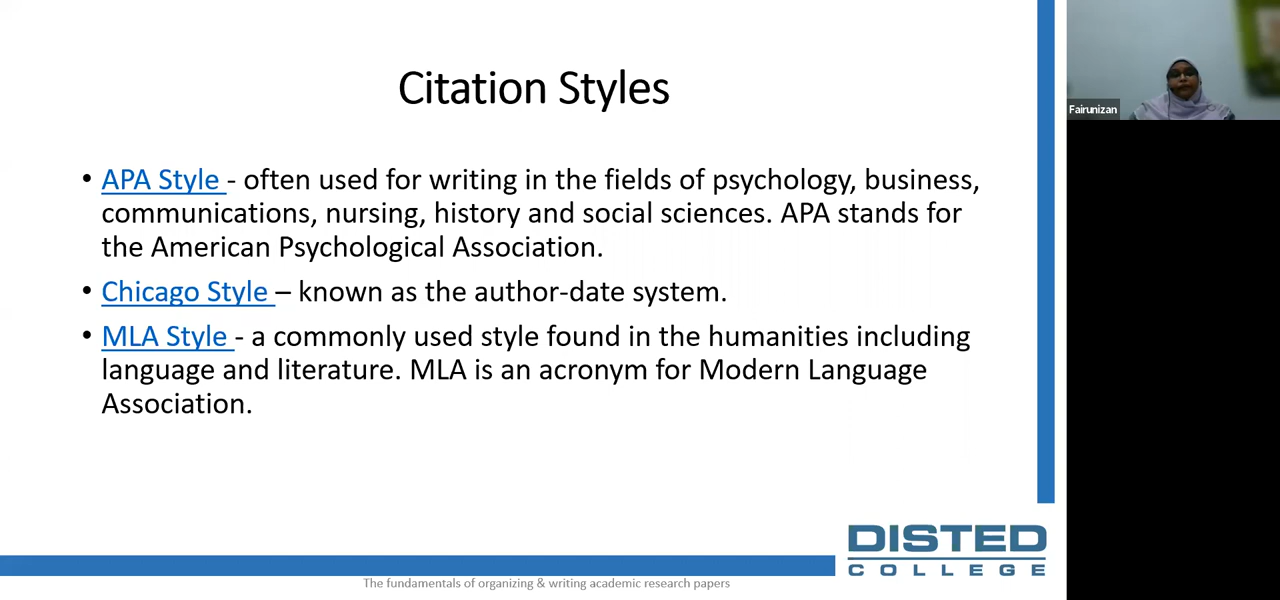 Citation Styles
• APA Style - often used for writing in the fields of psychology, business,
communications, nursing, history and social sciences. APA stands for
the American Psychological Association.
• Chicago Style – known as the author-date system.
• MLA Style - a commonly used style found in the humanities including
language and literature. MLA is an acronym for Modern Language
Association.
DISTED
COLLEGE
The fundamentals of organizing & writing academic research papers
Fairunizan